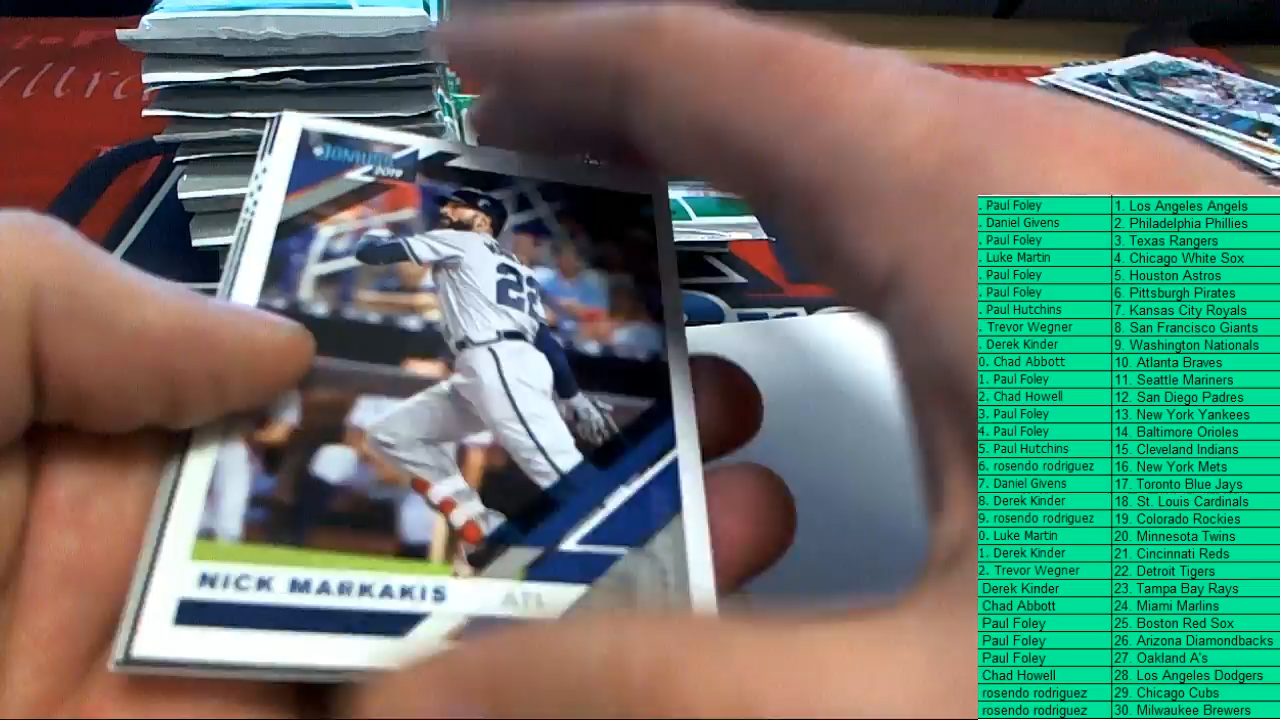 Ultra
DONRUSS
2019
22
NICK MARKAKIS ATL
. Paul Foley 1. Los Angeles Angels
. Daniel Givens 2. Philadelphia Phillies
. Paul Foley 3. Texas Rangers
. Luke Martin 4. Chicago White Sox
. Paul Foley 5. Houston Astros
. Paul Foley 6. Pittsburgh Pirates
. Paul Hutchins 7. Kansas City Royals
. Trevor Wegner 8. San Francisco Giants
. Derek Kinder 9. Washington Nationals
0. Chad Abbott 10. Atlanta Braves
1. Paul Foley 11. Seattle Mariners
2. Chad Howell 12. San Diego Padres
3. Paul Foley 13. New York Yankees
4. Paul Foley 14. Baltimore Orioles
5. Paul Hutchins 15. Cleveland Indians
6. rosendo rodriguez 16. New York Mets
7. Daniel Givens 17. Toronto Blue Jays
8. Derek Kinder 18. St. Louis Cardinals
9. rosendo rodriguez 19. Colorado Rockies
0. Luke Martin 20. Minnesota Twins
1. Derek Kinder 21. Cincinnati Reds
2. Trevor Wegner 22. Detroit Tigers
Derek Kinder 23. Tampa Bay Rays
Chad Abbott 24. Miami Marlins
Paul Foley 25. Boston Red Sox
Paul Foley 26. Arizona Diamondbacks
Paul Foley 27. Oakland A's
Chad Howell 28. Los Angeles Dodgers
rosendo rodriguez 29. Chicago Cubs
rosendo rodriguez 30. Milwaukee Brewers